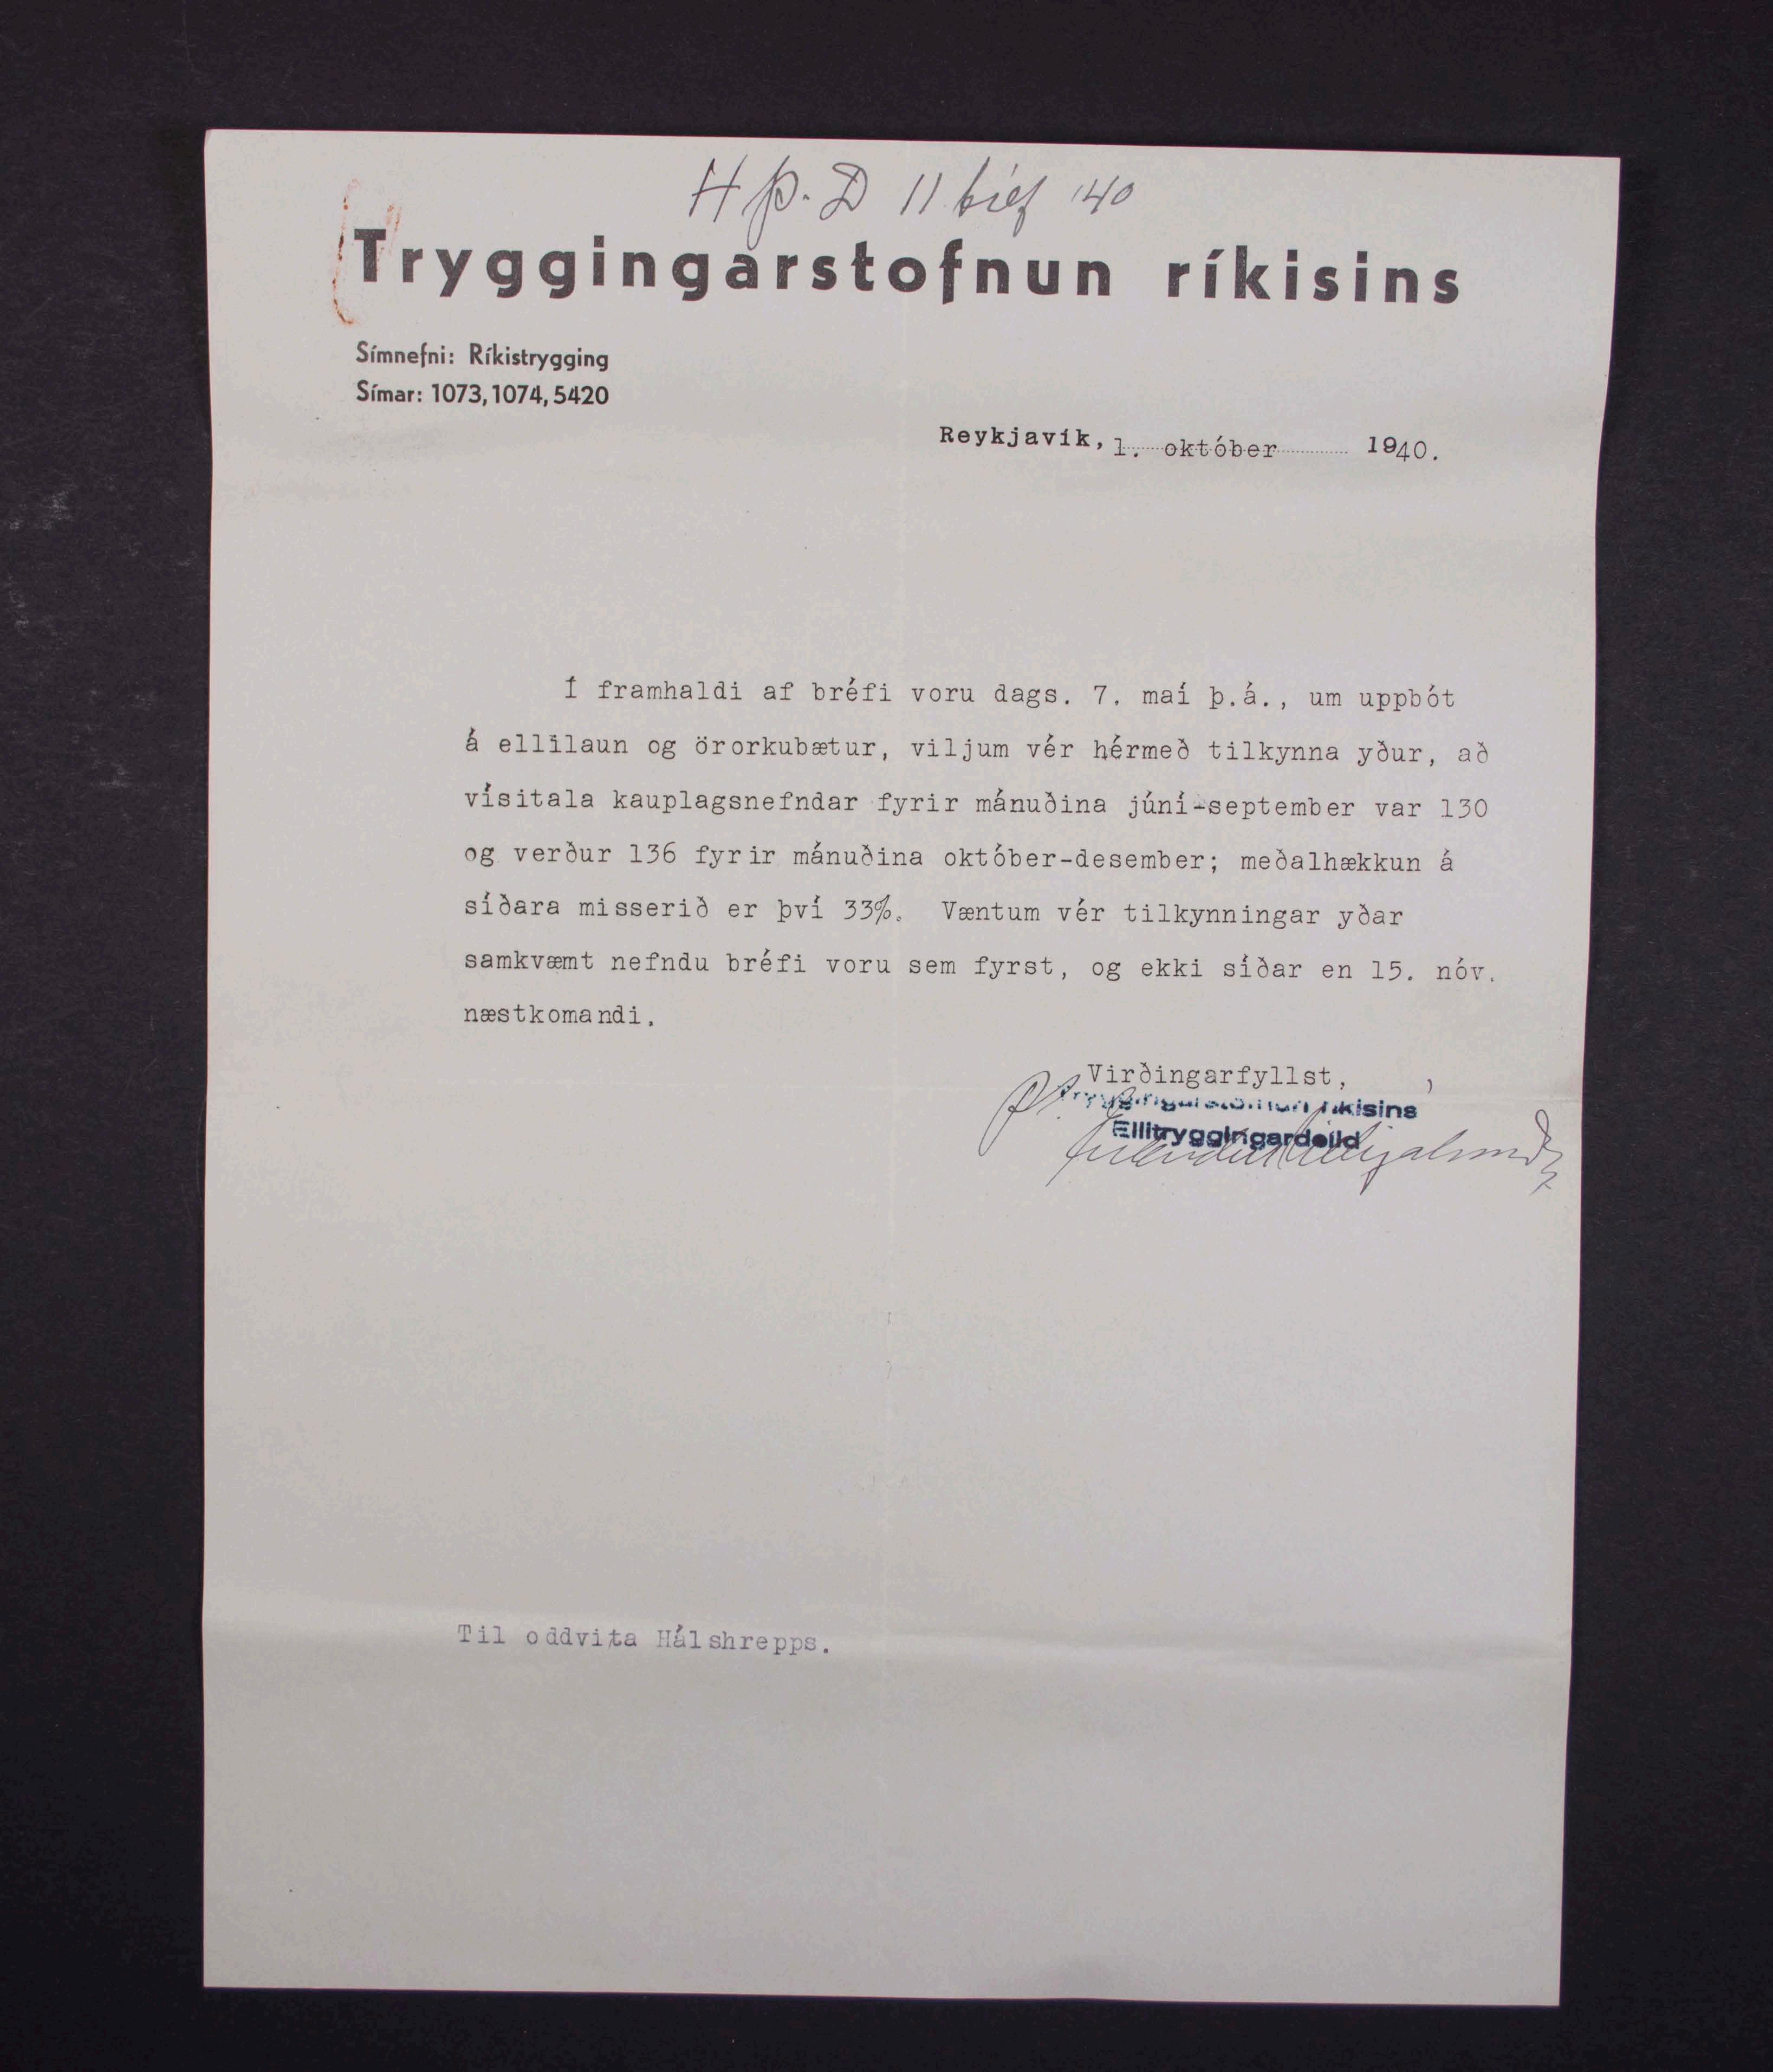 H Þ. D 11 bréf '40
Tryggingarstofnun ríkisins
Símnefni: Ríkistrygging
Símar: 1073, 1074, 5420
Reykjavík, 1. október 1940.
Í framhaldi af bréfi voru dags. 7. maí þ.á., um uppbót
á ellilaun og örorkubætur, viljum vér hérmeð tilkynna yður, að
vísitala kauplagsnefndar fyrir mánuðina júní-september var 130
og verður 136 fyrir mánuðina október-desember; meðalhækkun á
síðara misserið er því 33%. Væntum vér tilkynningar yðar
samkvæmt nefndu bréfi voru sem fyrst, og ekki síðar en 15. nóv.
næstkomandi.
Virðingarfyllst,
Tryggingarstofnun ríkisins
Ellitryggingardeild
Til oddvita Hálshrepps.